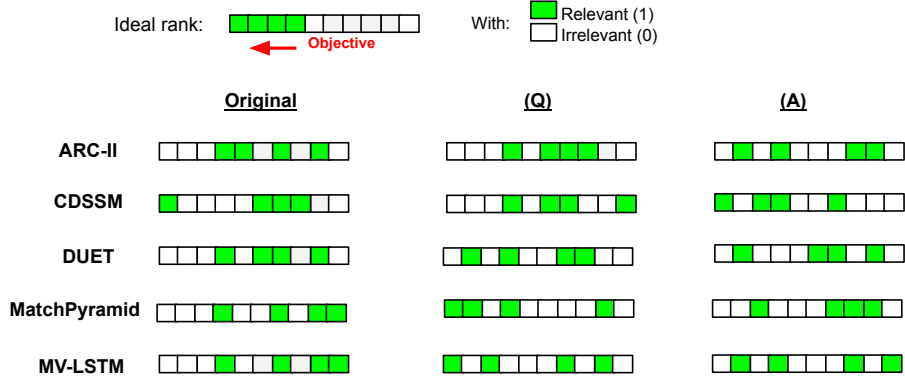 Ideal rank:
With:
Relevant (1)
Irrelevant (0)
Objective
Original (Q) (A)
ARC-II
CDSSM
DUET
MatchPyramid
MV-LSTM